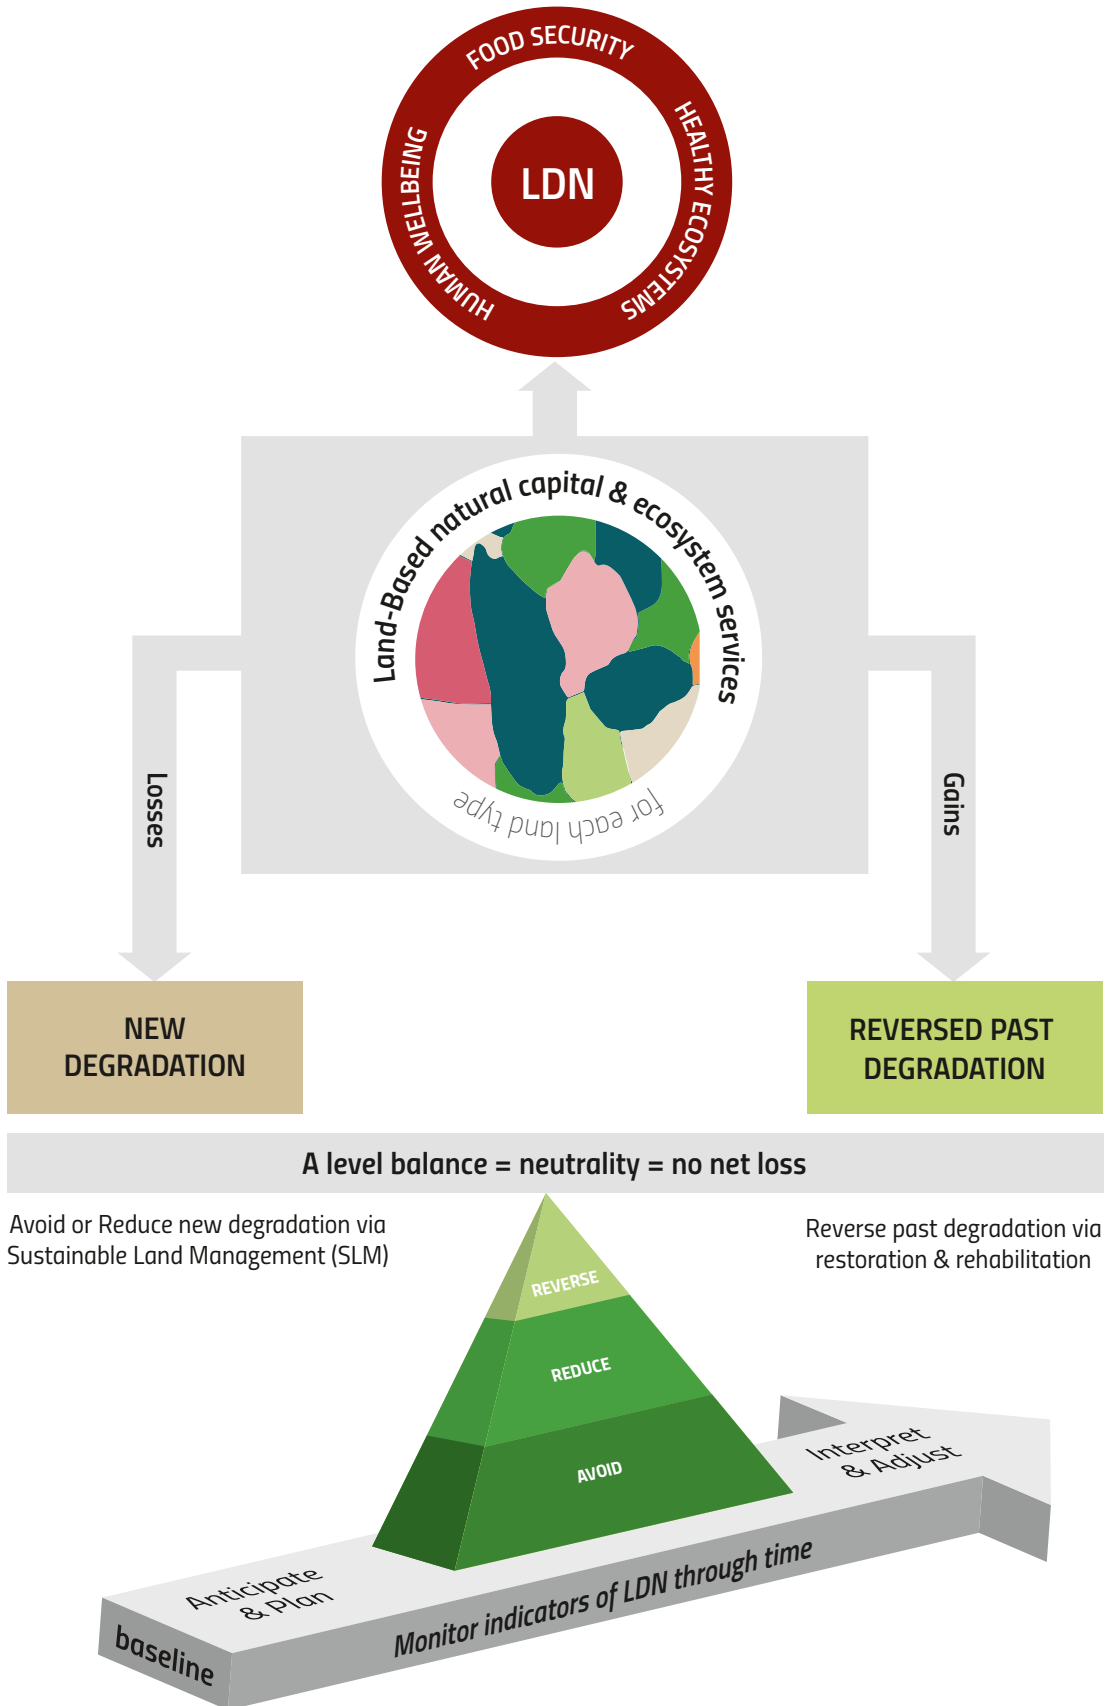 FOOD SECURITY
HUMAN WELLBEING
HEALTHY ECOSYSTEMS
LDN
Land-Based natural capital & ecosystem services
for each land type
Losses
Gains
NEW
DEGRADATION
REVERSED PAST
DEGRADATION
A level balance = neutrality = no net loss
Avoid or Reduce new degradation via
Sustainable Land Management (SLM)
Reverse past degradation via
restoration & rehabilitation
REVERSE
REDUCE
AVOID
Interpret
& Adjust
Anticipate
& Plan
Monitor indicators of LDN through time
baseline